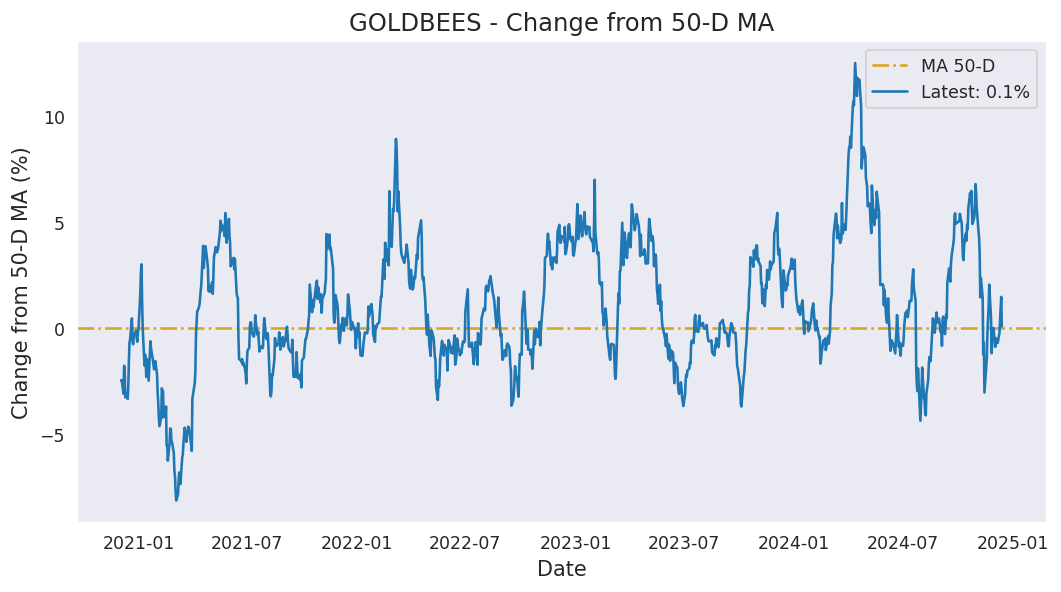 GOLDBEES - Change from 50-D MA
MA 50-D
Latest: 0.1%
Change from 50-D MA (%)
10
5
0
−5
2021-01 2021-07 2022-01 2022-07 2023-01 2023-07 2024-01 2024-07 2025-01
Date